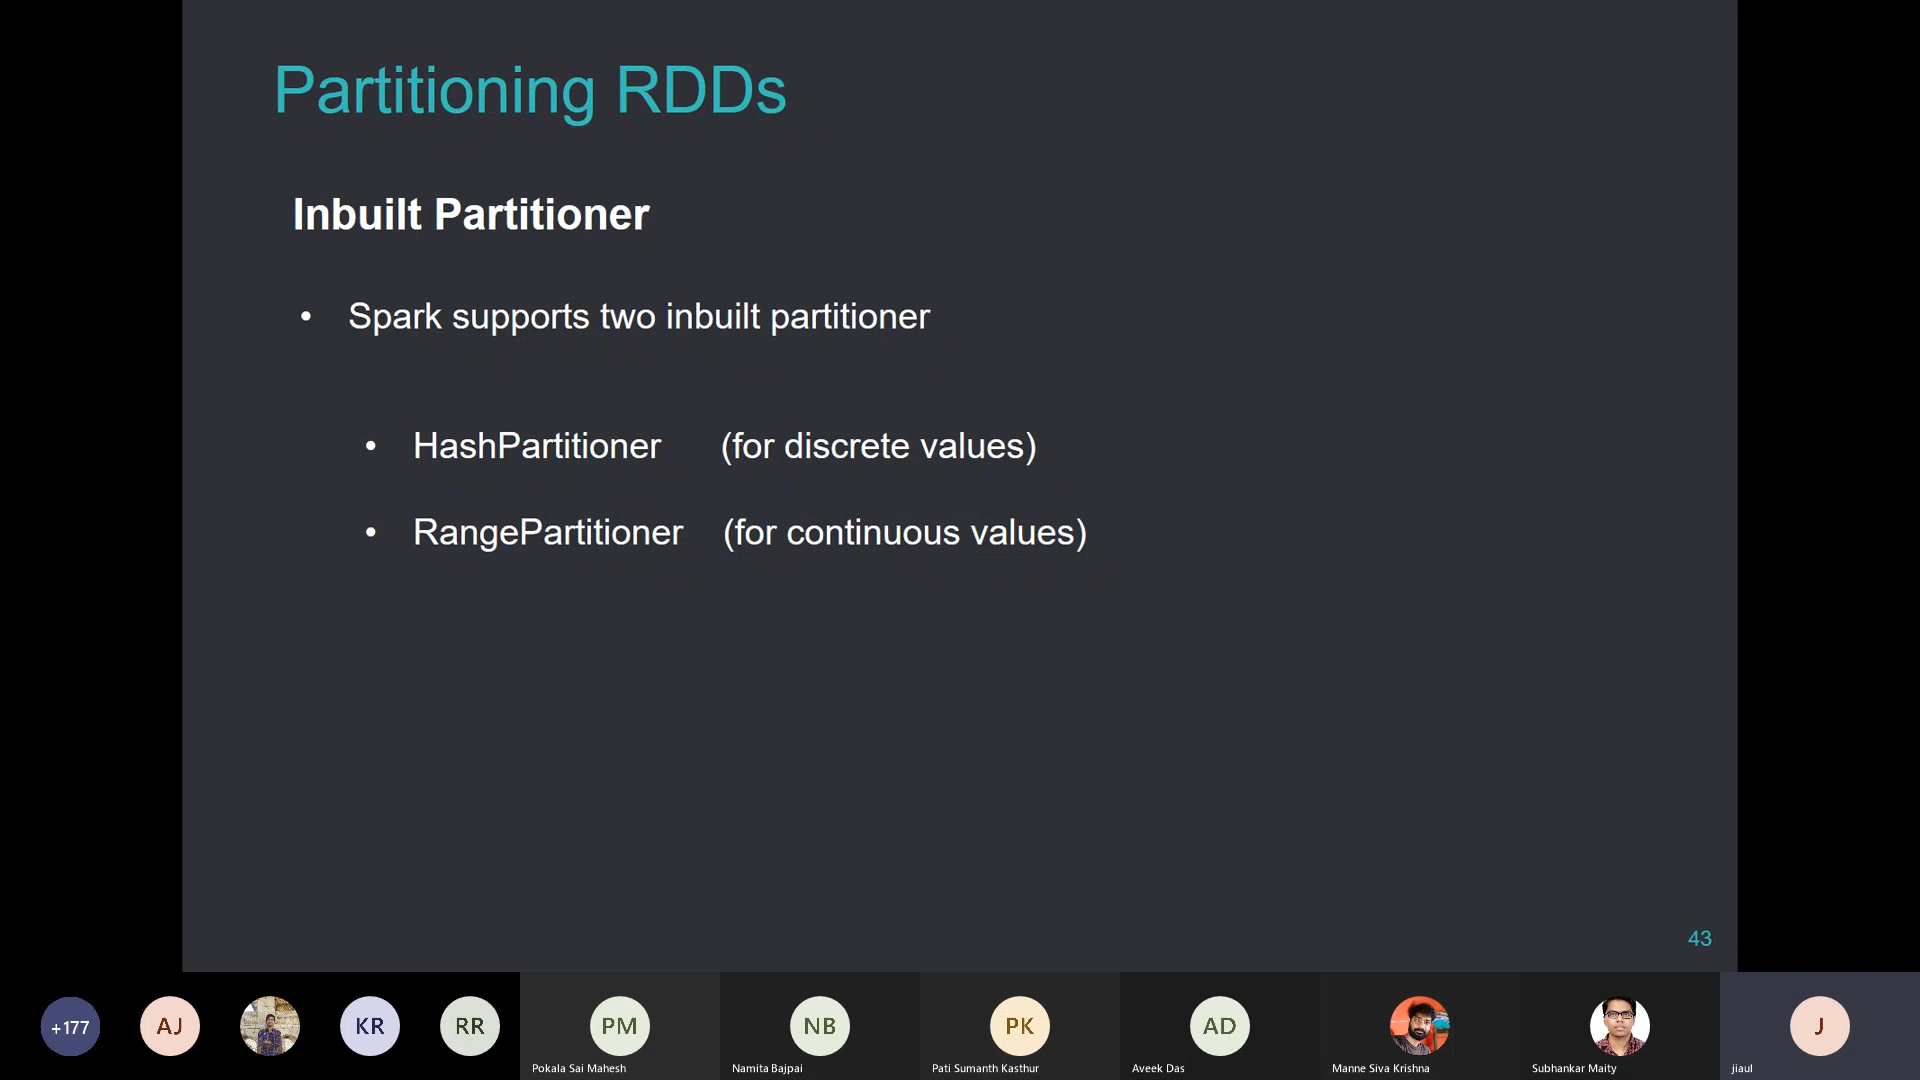 Partitioning RDDs
Inbuilt Partitioner
• Spark supports two inbuilt partitioner
• HashPartitioner (for discrete values)
• RangePartitioner (for continuous values)
43
+177
AJ
KR
RR
PM
NB
PK
AD
J
Pokala Sai Mahesh
Namita Bajpai
Pati Sumanth Kasthur
Aveek Das
Manne Siva Krishna
Subhankar Maity
jiaul